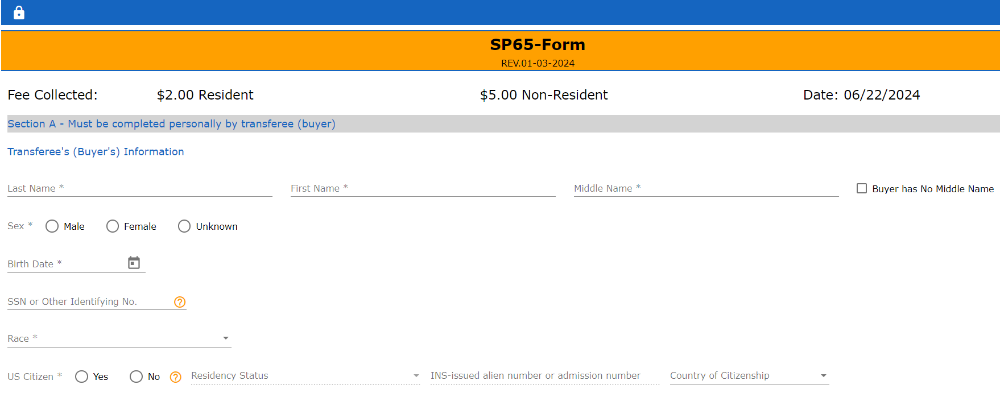 SP65-Form
REV.01-03-2024
Fee Collected: $2.00 Resident $5.00 Non-Resident Date: 06/22/2024
Section A - Must be completed personally by transferee (buyer)
Transferee's (Buyer's) Information
Last Name * First Name * Middle Name * Buyer has No Middle Name
Sex * Male Female Unknown
Birth Date *
SSN or Other Identifying No. ?
Race *
US Citizen * Yes No ? Residency Status INS-issued alien number or admission number Country of Citizenship